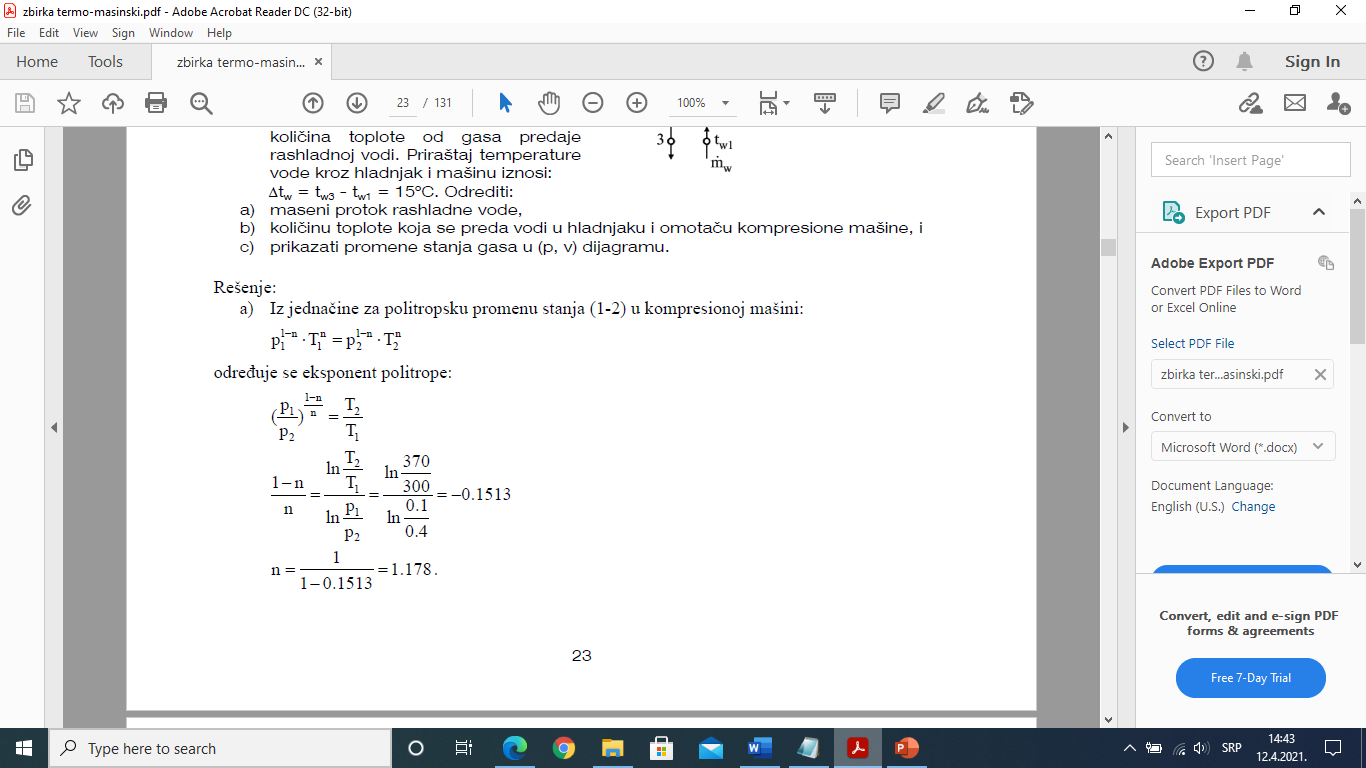 zbirka termo-masinski.pdf - Adobe Acrobat Reader DC (32-bit)
File Edit View Sign Window Help
Home Tools zbirka termo-masin... × ? Sign In
23 / 131 100%
Search 'Insert Page'
Export PDF
Adobe Export PDF
Convert PDF Files to Word
or Excel Online
Select PDF File
zbirka ter...asinski.pdf
Convert to
Microsoft Word (*.docx)
Document Language:
English (U.S.) Change
Convert, edit and e-sign PDF
forms & agreements
Free 7-Day Trial
količina toplote od gasa predaje
rashladnoj vodi. Priraštaj temperature
vode kroz hladnjak i mašinu iznosi:
Δt_w = t_w3 - t_w1 = 15°C. Odrediti:
3 t_w1
ṁ_w
a) maseni protok rashladne vode,
b) količinu toplote koja se preda vodi u hladnjaku i omotaču kompresione mašine, i
c) prikazati promene stanja gasa u (p, v) dijagramu.
Rešenje:
a) Iz jednačine za politropsku promenu stanja (1-2) u kompresionoj mašini:
p_1^{1−n} · T_1^n = p_2^{1−n} · T_2^n
određuje se eksponent politrope:
(p_1/p_2)^{(1−n)/n} = T_2/T_1
(1−n)/n = (ln T_2/T_1)/(ln p_1/p_2) = (ln 370/300)/(ln 0.1/0.4) = −0.1513
n = 1/(1−0.1513) = 1.178.
23
Type here to search
SRP
14:43
12.4.2021.